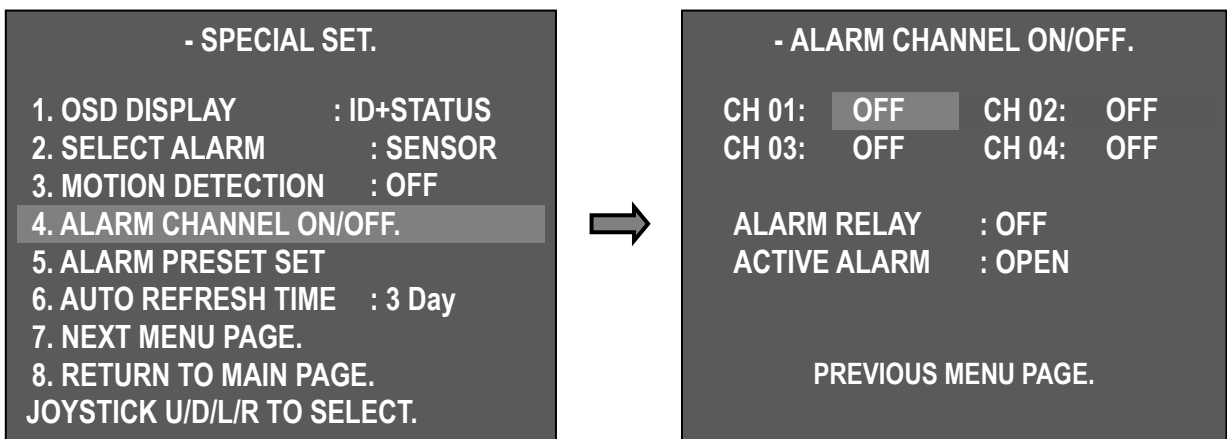 - SPECIAL SET.
1. OSD DISPLAY : ID+STATUS
2. SELECT ALARM : SENSOR
3. MOTION DETECTION : OFF
4. ALARM CHANNEL ON/OFF.
5. ALARM PRESET SET
6. AUTO REFRESH TIME : 3 Day
7. NEXT MENU PAGE.
8. RETURN TO MAIN PAGE.
JOYSTICK U/D/L/R TO SELECT.
- ALARM CHANNEL ON/OFF.
CH 01: OFF CH 02: OFF
CH 03: OFF CH 04: OFF
ALARM RELAY : OFF
ACTIVE ALARM : OPEN
PREVIOUS MENU PAGE.